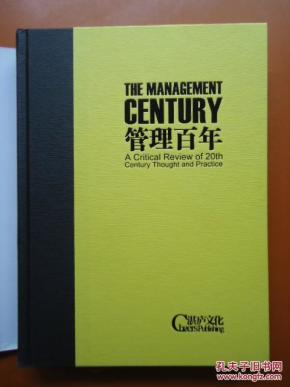 THE MANAGEMENT
CENTURY
管理百年
A Critical Review of 20th
Century Thought and Practice
湛庐文化
Cheers Publishing
孔夫子旧书网